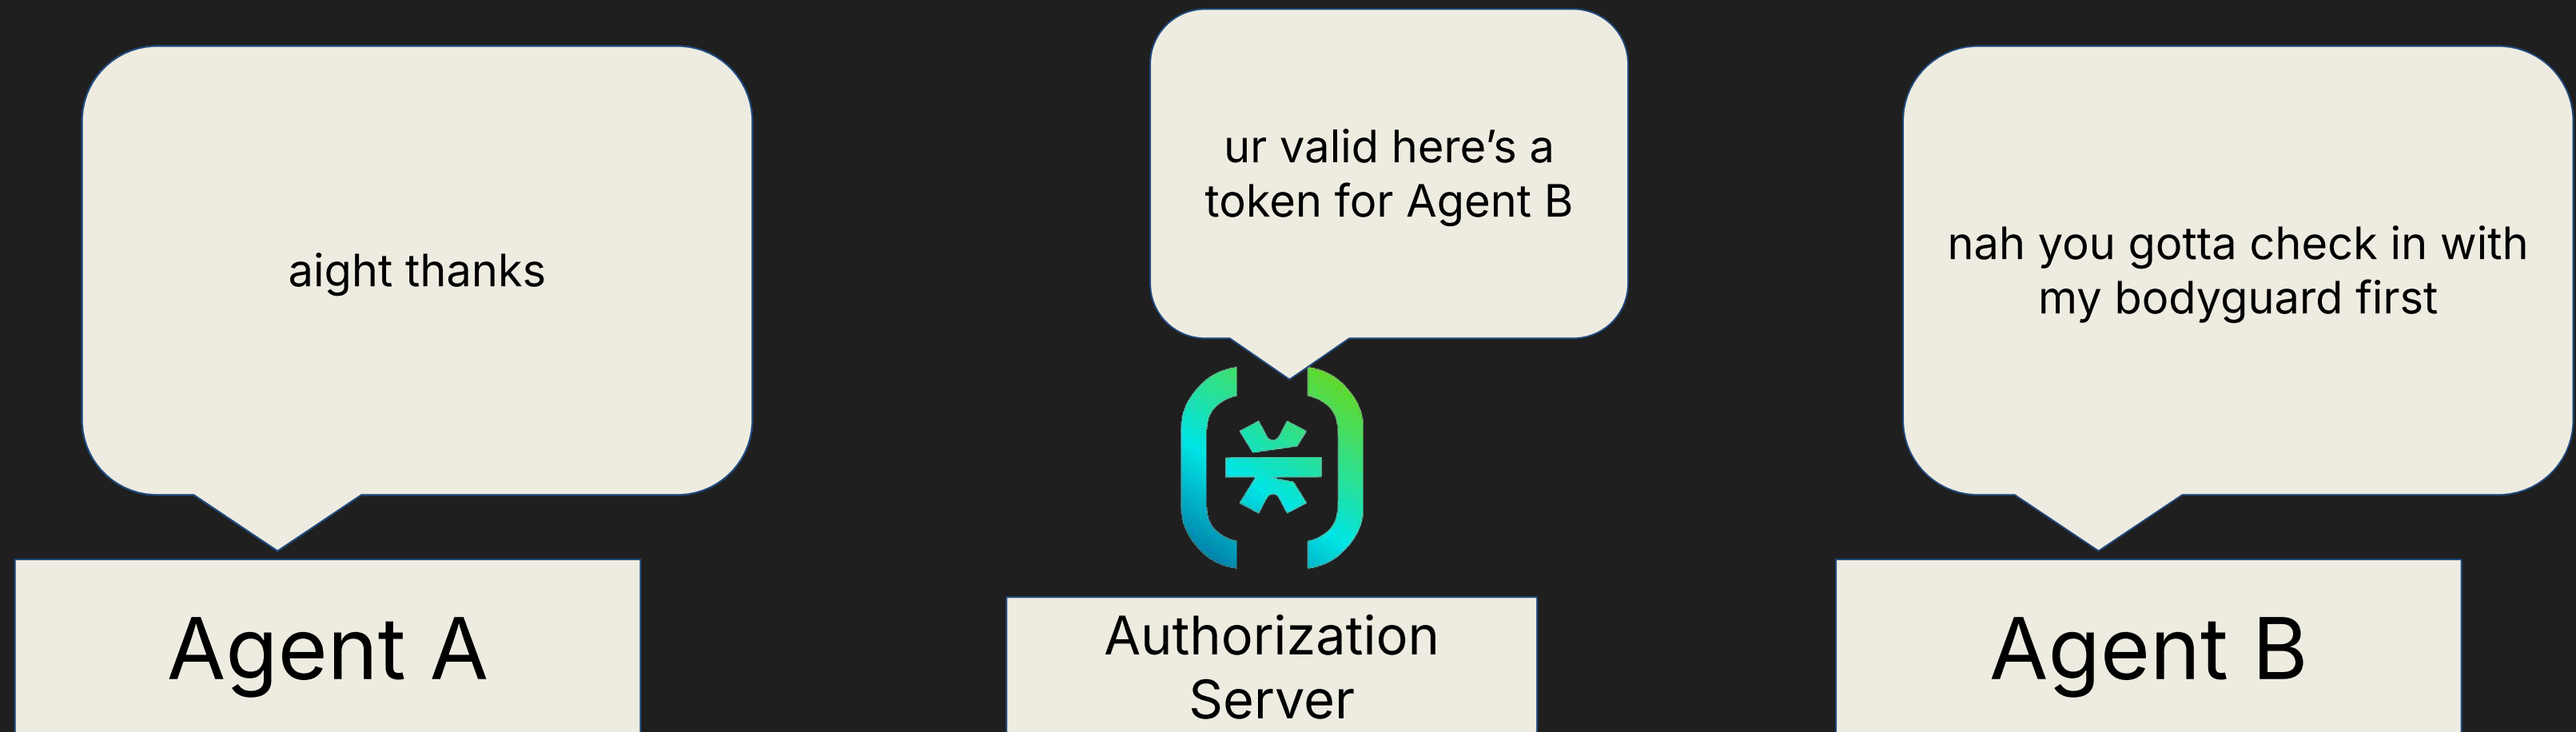 aight thanks
ur valid here’s a
token for Agent B
nah you gotta check in with
my bodyguard first
Agent A
Authorization
Server
Agent B